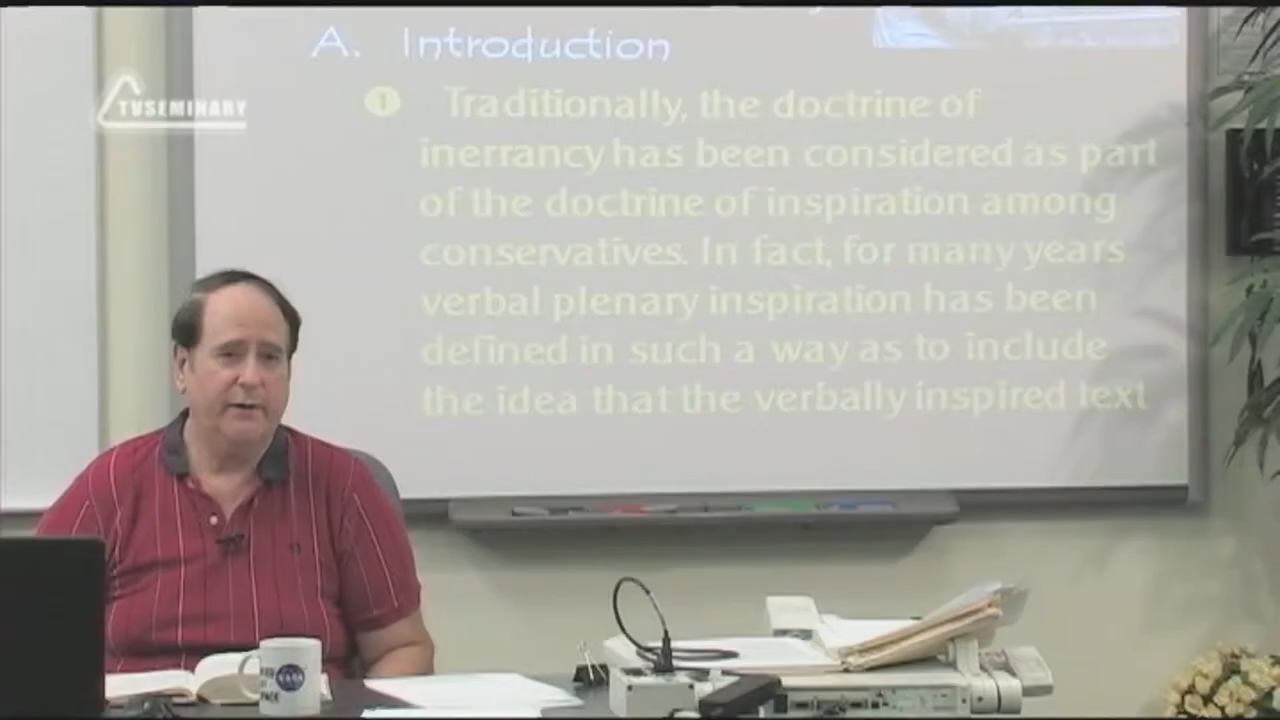 A. Introduction
TVSEMINARY
1 Traditionally, the doctrine of
inerrancy has been considered as part
of the doctrine of inspiration among
conservatives. In fact, for many years
verbal plenary inspiration has been
defined in such a way as to include
the idea that the verbally inspired text
NASA